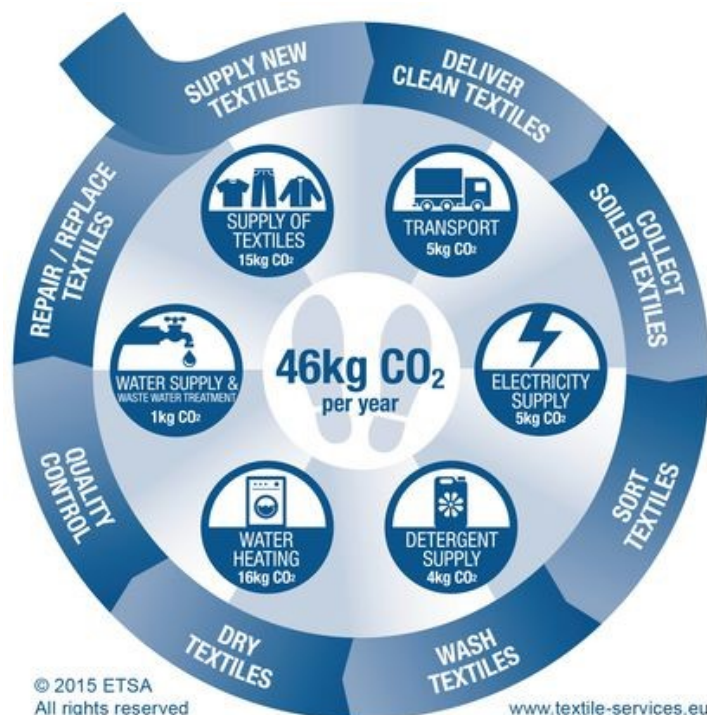 SUPPLY NEW
TEXTILES
DELIVER
CLEAN TEXTILES
COLLECT
SOILED TEXTILES
SORT
TEXTILES
WASH
TEXTILES
DRY
TEXTILES
QUALITY
CONTROL
REPAIR / REPLACE
TEXTILES
SUPPLY OF
TEXTILES
15kg CO₂
TRANSPORT
5kg CO₂
ELECTRICITY
SUPPLY
5kg CO₂
DETERGENT
SUPPLY
4kg CO₂
WATER
HEATING
16kg CO₂
WATER SUPPLY &
WASTE WATER TREATMENT
1kg CO₂
46kg CO₂
per year
© 2015 ETSA
All rights reserved
www.textile-services.eu